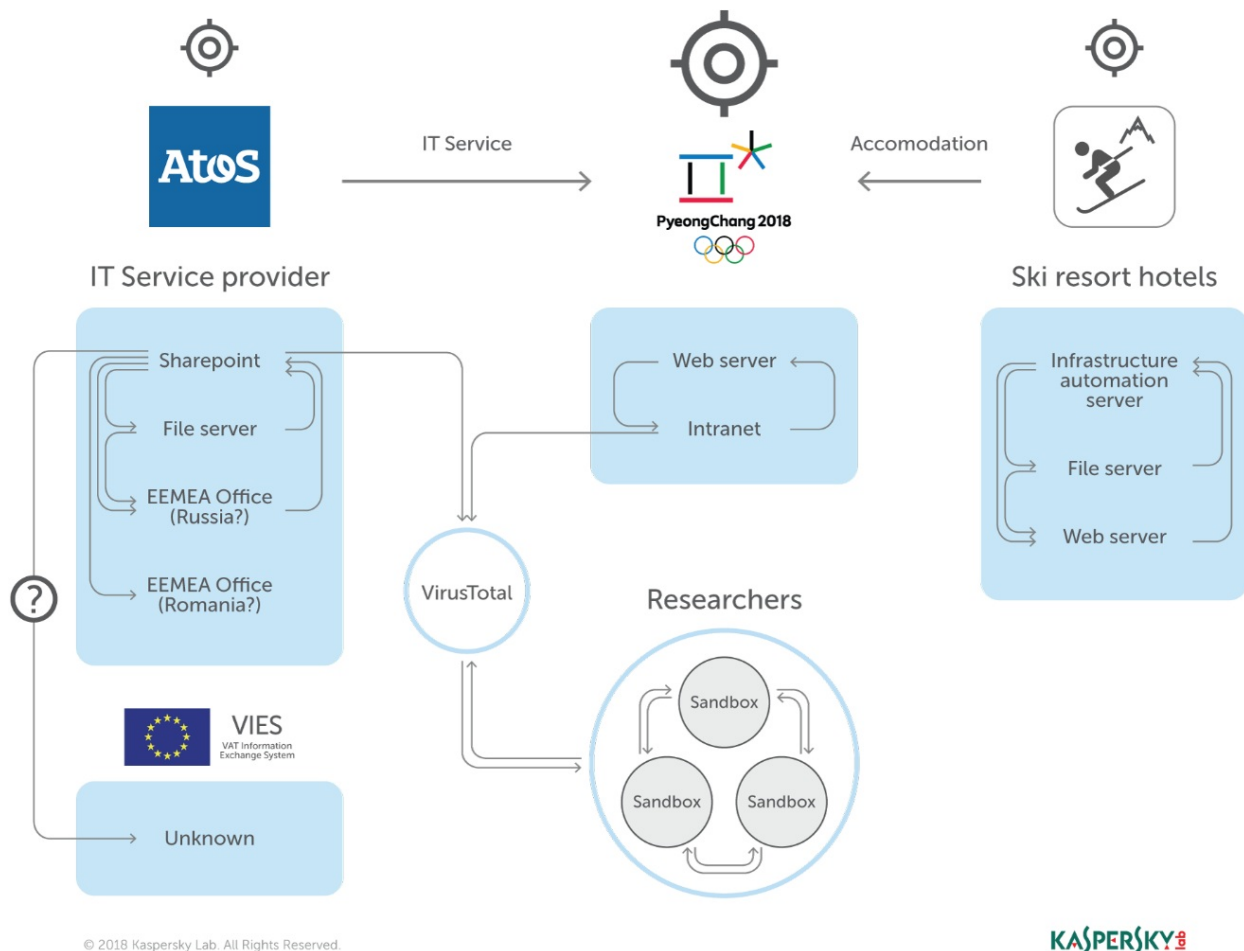 Atos
IT Service
PyeongChang 2018
Accomodation
IT Service provider
Ski resort hotels
Sharepoint
File server
EEMEA Office
(Russia?)
EEMEA Office
(Romania?)
?
Web server
Intranet
Infrastructure
automation
server
File server
Web server
VirusTotal
Researchers
Sandbox
Sandbox
Sandbox
VIES
VAT Information
Exchange System
Unknown
© 2018 Kaspersky Lab. All Rights Reserved.
KASPERSKY lab